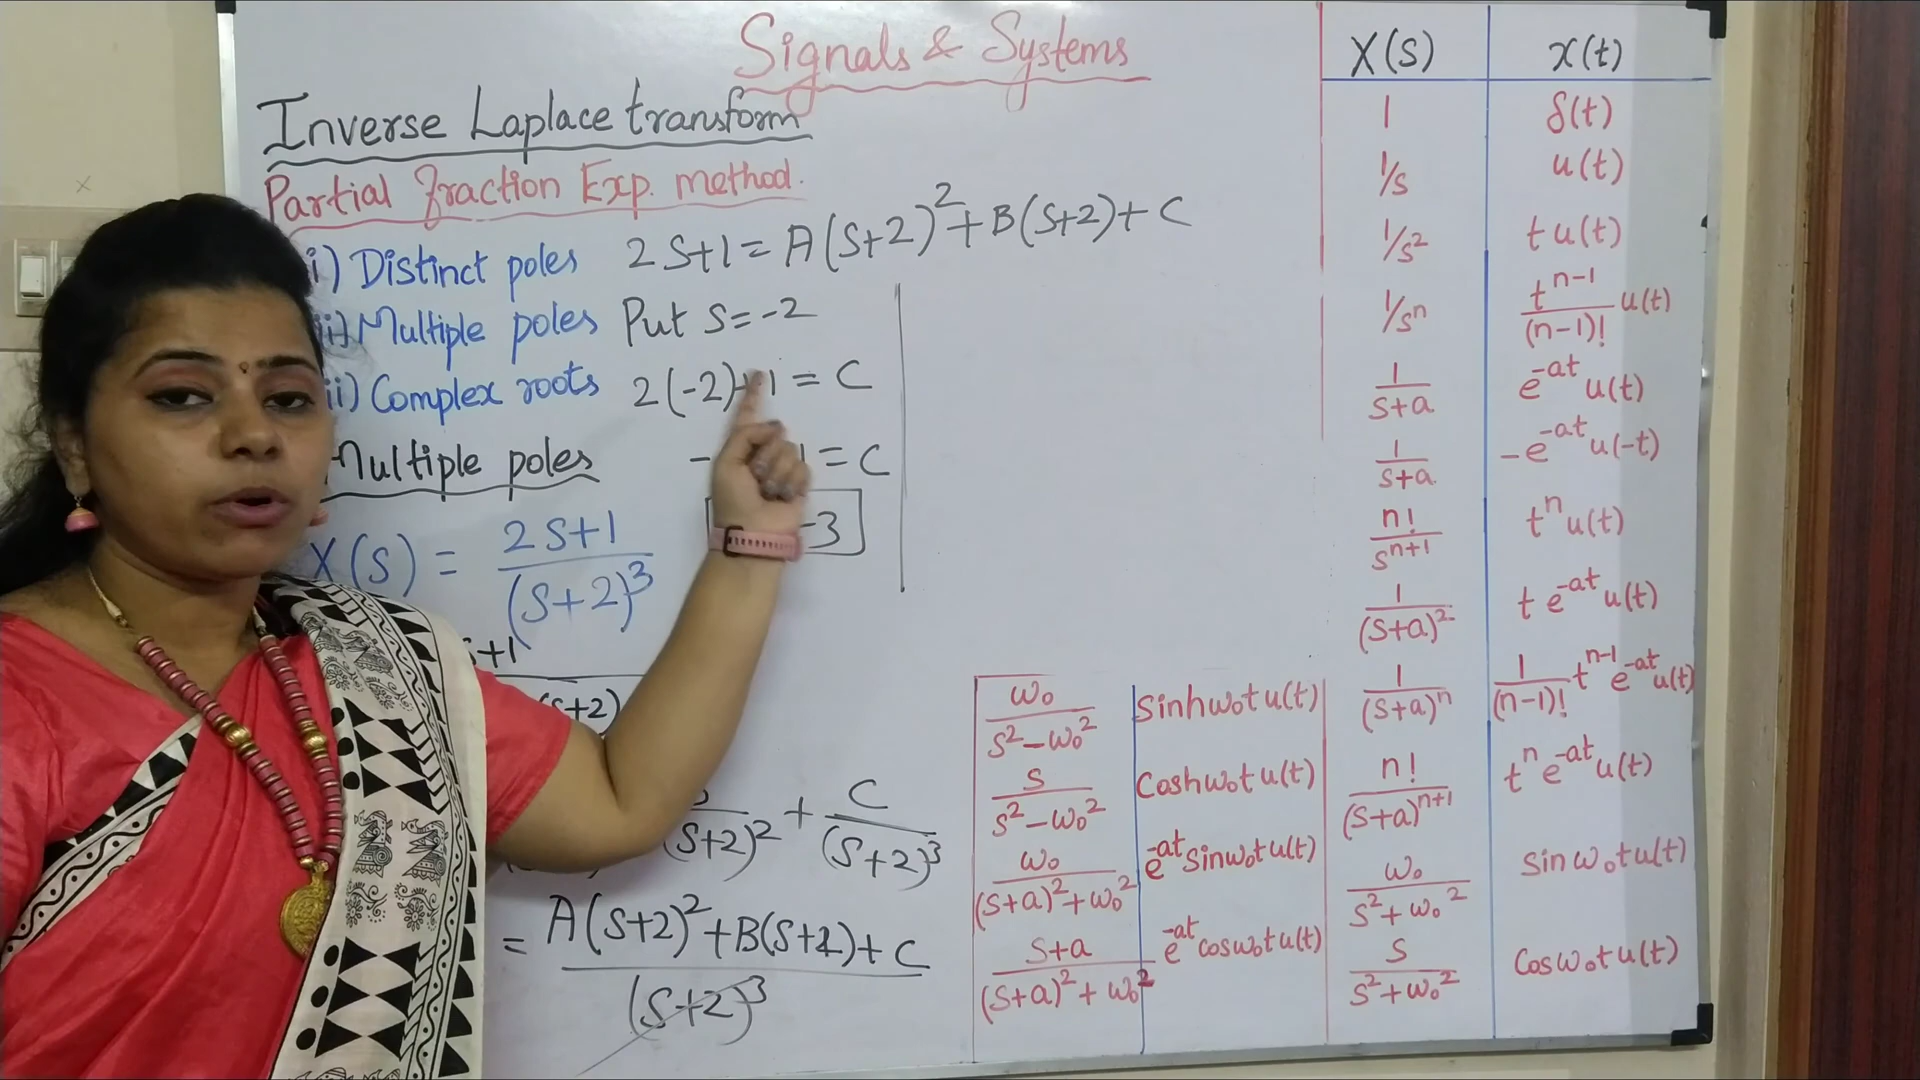 Signals & Systems
Inverse Laplace transform
Partial fraction Exp. method.
i) Distinct poles
ii) Multiple poles
ii) Complex roots
Multiple poles
X(s) = (2s+1)/(s+2)³
s+1
(s+2)
(s+2)² + C/(s+2)³
= (A(s+2)²+B(s+2)+C)/(s+2)³
2s+1 = A(s+2)²+B(s+2)+C
Put s=-2
2(-2)+1 = C
= C
-3
X(s) x(t)
1 δ(t)
1/s u(t)
1/s² t u(t)
1/sⁿ tⁿ⁻¹/(n-1)! u(t)
1/(s+a) e⁻ᵃᵗ u(t)
1/(s+a) -e⁻ᵃᵗ u(-t)
n!/sⁿ⁺¹ tⁿ u(t)
1/(s+a)² t e⁻ᵃᵗ u(t)
1/(s+a)ⁿ 1/(n-1)! tⁿ⁻¹ e⁻ᵃᵗ u(t)
n!/(s+a)ⁿ⁺¹ tⁿ e⁻ᵃᵗ u(t)
ω₀/(s²+ω₀²) sin ω₀t u(t)
s/(s²+ω₀²) Cos ω₀t u(t)
ω₀/(s²-ω₀²) Sinhω₀t u(t)
s/(s²-ω₀²) Coshω₀t u(t)
ω₀/((s+a)²+ω₀²) e⁻ᵃᵗ sinω₀t u(t)
(s+a)/((s+a)²+ω₀²) e⁻ᵃᵗ cosω₀t u(t)